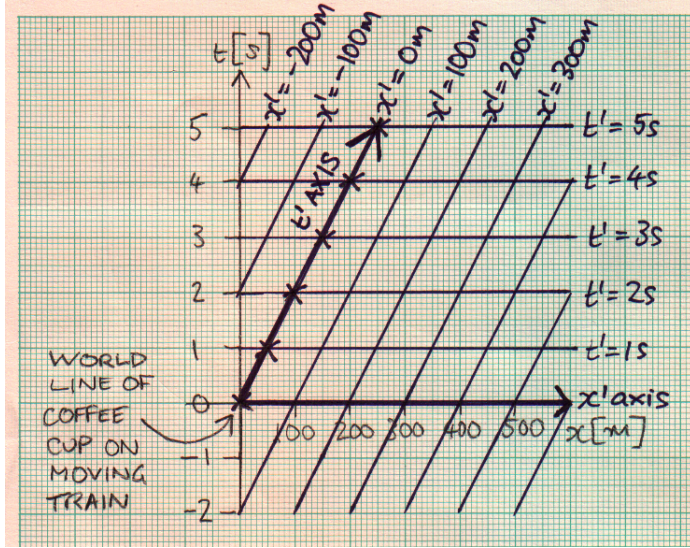 t[s]
x'=-200m
x'=-100m
x'=0m
x'=100m
x'=200m
x'=300m
5
t'=5s
t' AXIS
4
t'=4s
3
t'=3s
2
t'=2s
1
t'=1s
0
x' axis
100 200 300 400 500 x[m]
-1
-2
WORLD
LINE OF
COFFEE
CUP ON
MOVING
TRAIN